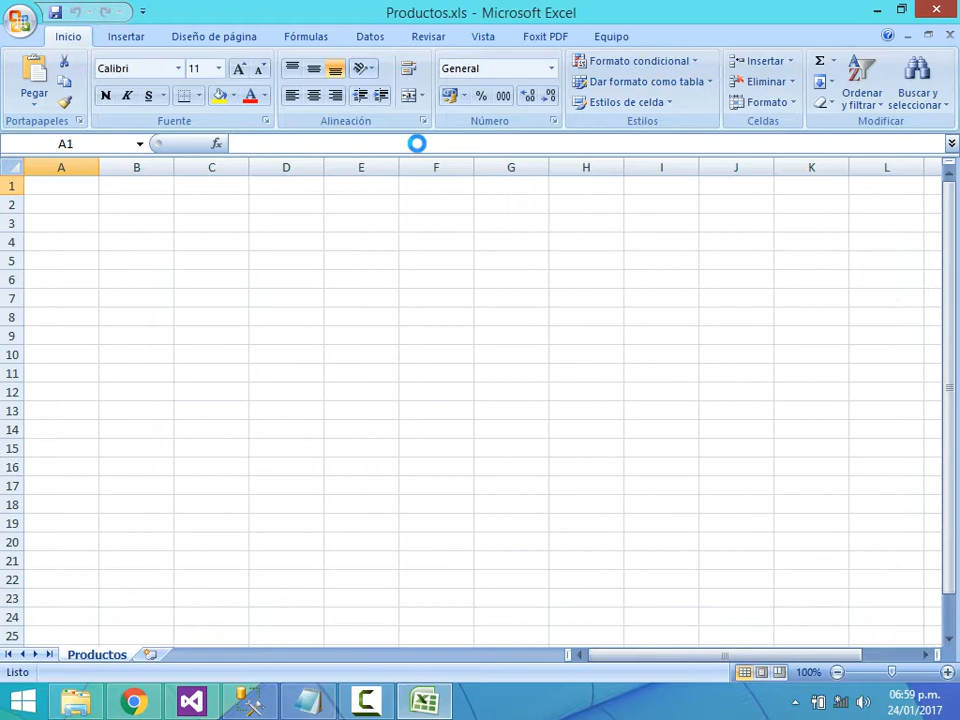 Productos.xls - Microsoft Excel
Inicio Insertar Diseño de página Fórmulas Datos Revisar Vista Foxit PDF Equipo
Calibri 11 General Formato condicional Insertar Σ
Pegar N K S % 000 Dar formato como tabla Eliminar Ordenar y filtrar Buscar y seleccionar
Estilos de celda Formato
Portapapeles Fuente Alineación Número Estilos Celdas Modificar
A1 fx
A B C D E F G H I J K L
1
2
3
4
5
6
7
8
9
10
11
12
13
14
15
16
17
18
19
20
21
22
23
24
25
Productos
Listo 100%
06:59 p.m.
24/01/2017